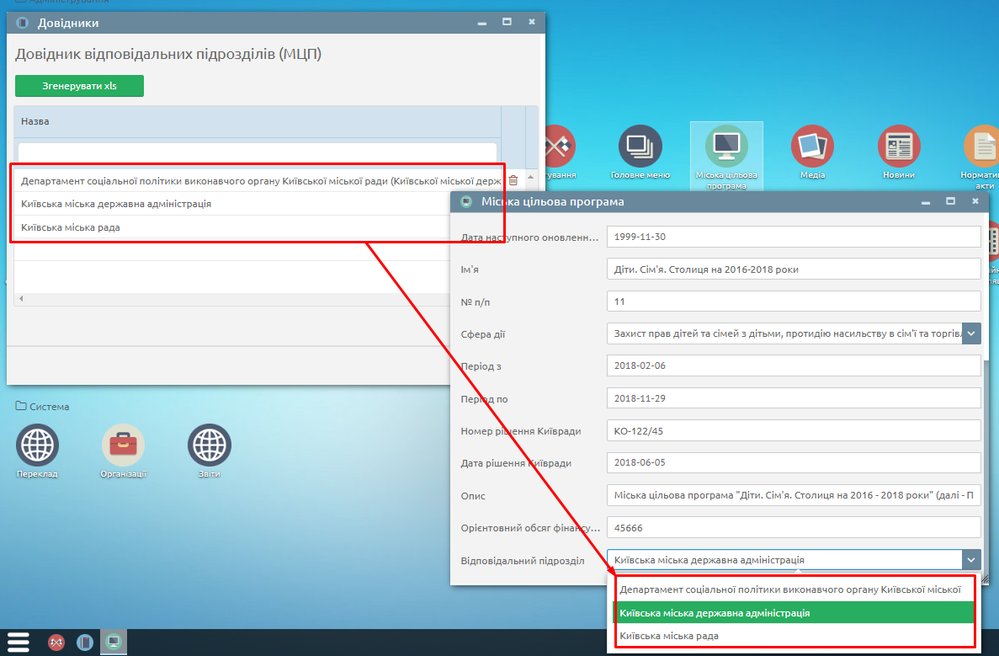 Адміністрування
Довідники
Довідник відповідальних підрозділів (МЦП)
Згенерувати xls
Назва
Департамент соціальної політики виконавчого органу Київської міської ради (Київської міської держ
Київська міська державна адміністрація
Київська міська рада
Головне меню
Міська цільова
програма
Медіа
Новини
акти
Міська цільова програма
Дата наступного оновленн...
1999-11-30
Ім'я
Діти. Сім'я. Столиця на 2016-2018 роки
№ п/п
11
Сфера дії
Захист прав дітей та сімей з дітьми, протидію насильству в сім'ї та торгівл
Період з
2018-02-06
Період по
2018-11-29
Номер рішення Київради
КО-122/45
Дата рішення Київради
2018-06-05
Опис
Міська цільова програма "Діти. Сім'я. Столиця на 2016 - 2018 роки" (далі - П
Орієнтовний обсяг фінансу...
45666
Відповідальний підрозділ
Київська міська державна адміністрація
Департамент соціальної політики виконавчого органу Київської міської
Київська міська державна адміністрація
Київська міська рада
Система
Переклад
Організації
Звіти